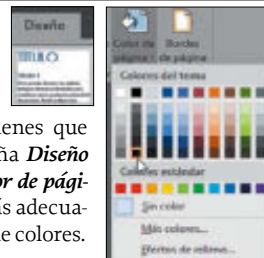 Diseño
TÍTULO
Color de página
Bordes de página
Colores del tema
Colores estándar
Sin color
Más colores...
Efectos de relleno...
ienes que
ña Diseño
or de pági-
ás adecua-
e colores.